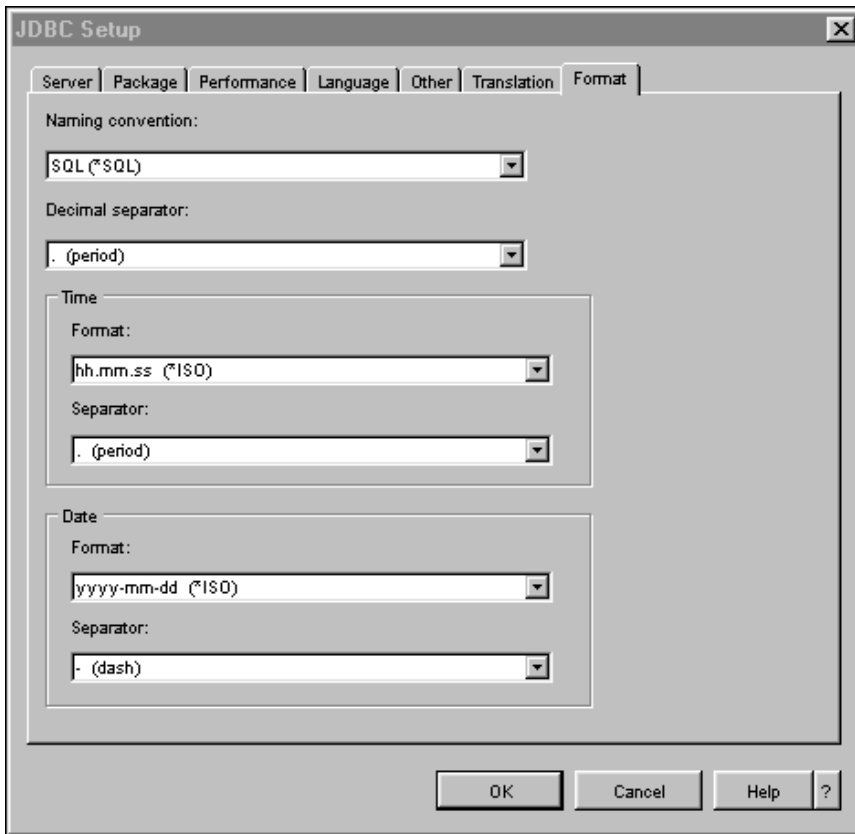 JDBC Setup
Server Package Performance Language Other Translation Format
Naming convention:
SQL (*SQL)
Decimal separator:
. (period)
Time
Format:
hh.mm.ss (*ISO)
Separator:
. (period)
Date
Format:
yyyy-mm-dd (*ISO)
Separator:
- (dash)
OK Cancel Help ?